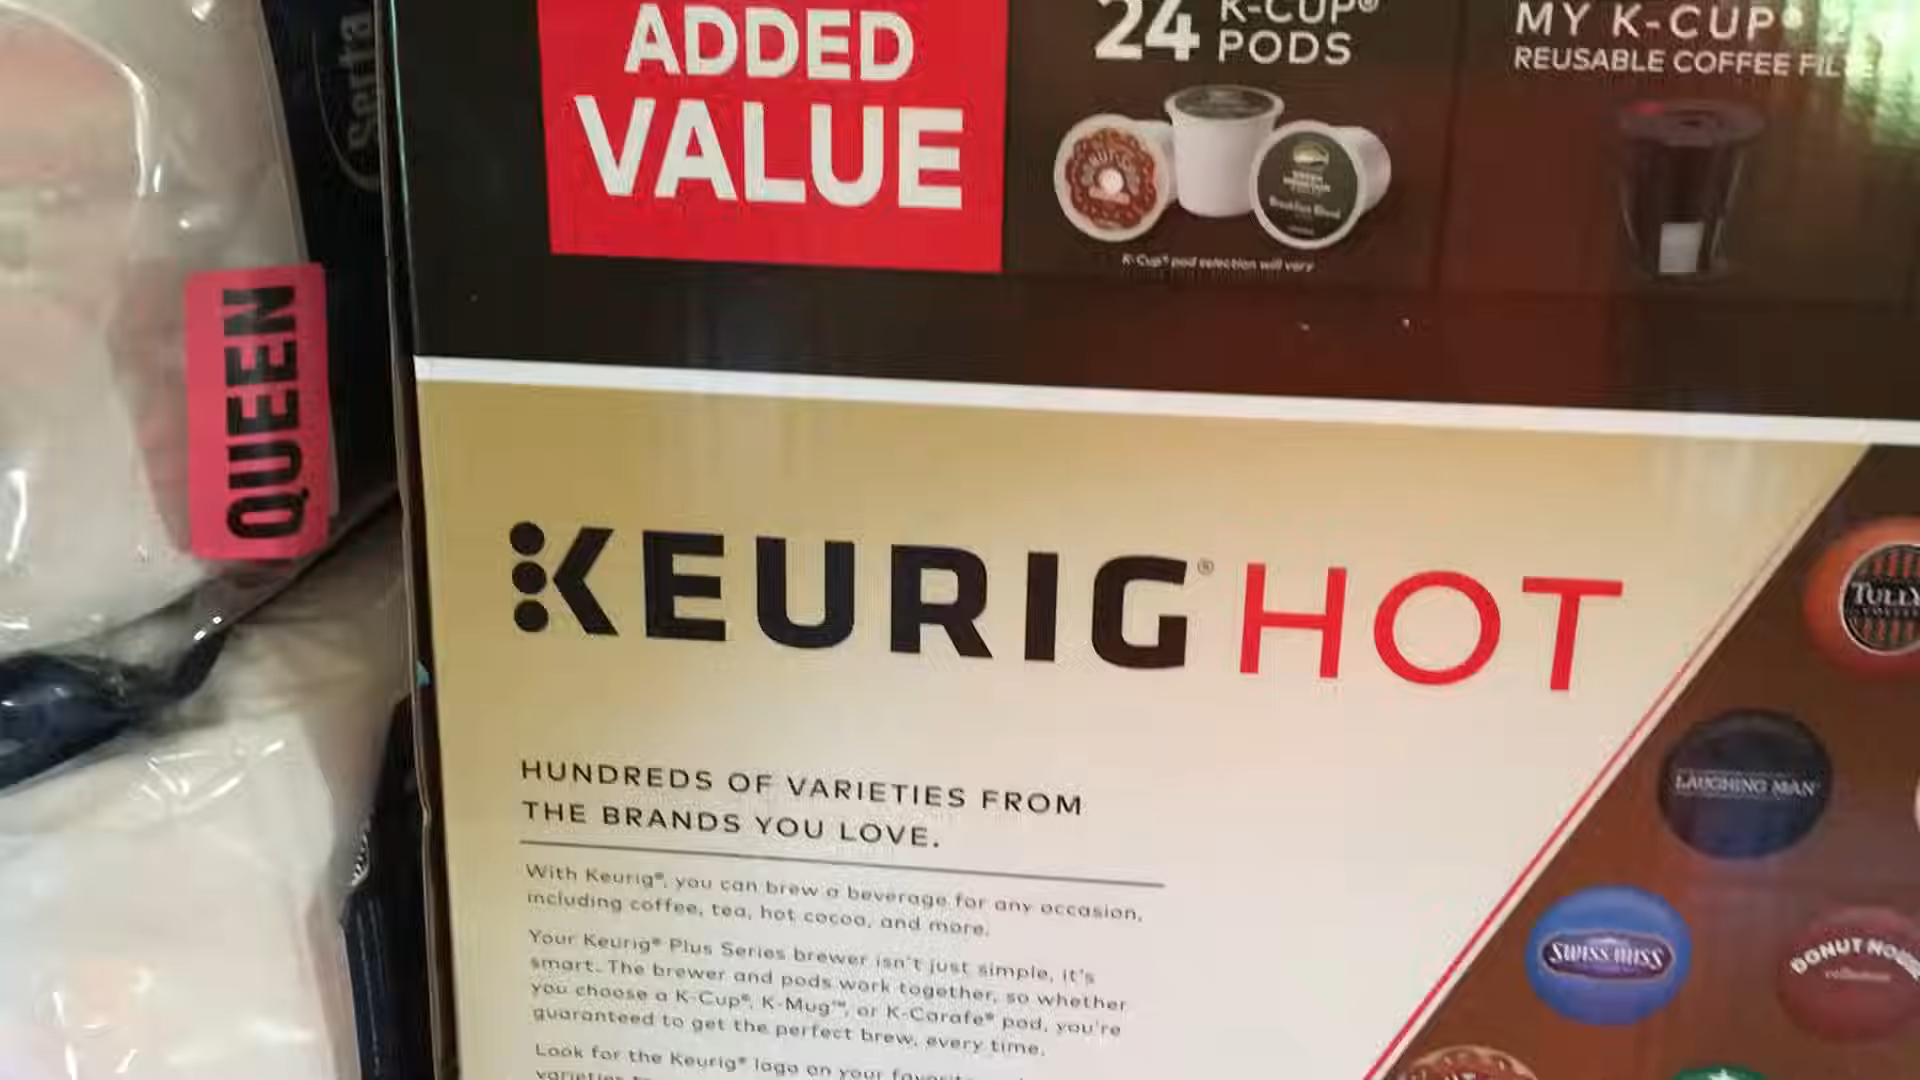 ADDED
VALUE
24 K-CUP®
PODS
K-Cup® pod selection will vary
MY K-CUP®
REUSABLE COFFEE
Breakfast Blend
Serta
QUEEN
KEURIG® HOT
TULLY
LAUGHING MAN
SWISS MISS
DONUT
HUNDREDS OF VARIETIES FROM
THE BRANDS YOU LOVE.
With Keurig®, you can brew a beverage for any occasion,
including coffee, tea, hot cocoa, and more.
Your Keurig® Plus Series brewer isn't just simple, it's
smart. The brewer and pods work together, so whether
you choose a K-Cup®, K-Mug™, or K-Carafe® pod, you're
guaranteed to get the perfect brew, every time.
Look for the Keurig® logo on your